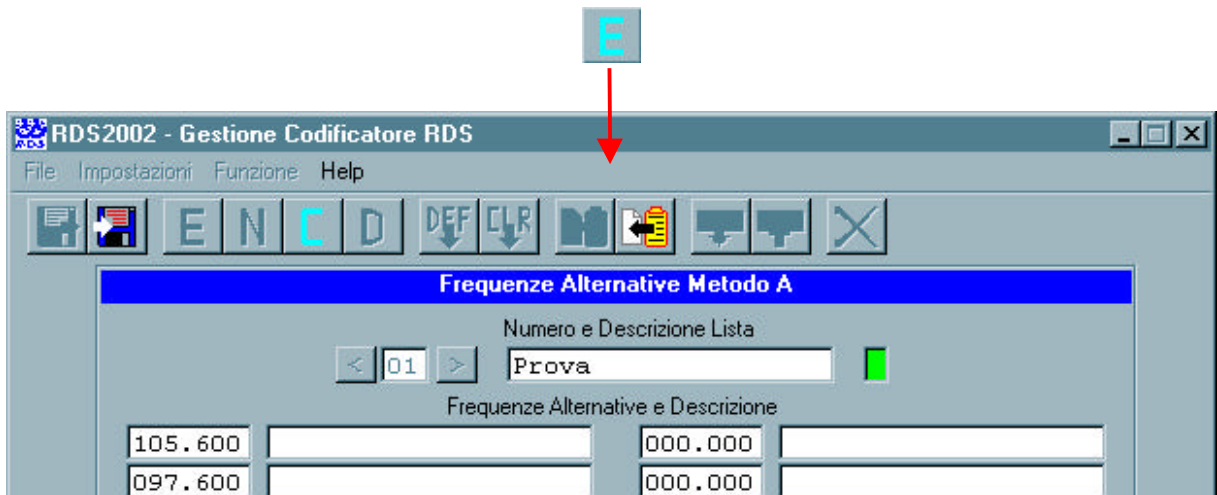 E
RDS2002 - Gestione Codificatore RDS
File Impostazioni Funzione Help
E N C D DEF CLR
Frequenze Alternative Metodo A
Numero e Descrizione Lista
< 01 > Prova
Frequenze Alternative e Descrizione
105.600 000.000
097.600 000.000